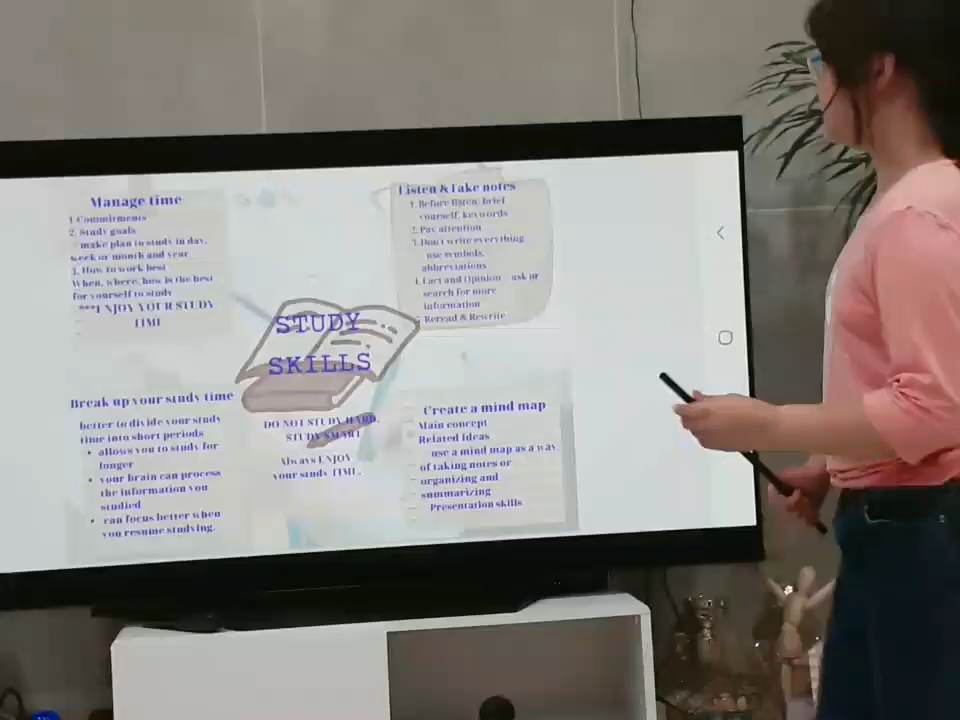 Manage time
1. Commitments
2. Study goals
make plan to study in day,
week or month and year
3. How to work best
When, where, how is the best
for yourself to study
***ENJOY YOUR STUDY
TIME
Listen & Take notes
1. Before listen, brief
yourself, keywords
2. Pay attention
3. Don't write everything
use symbols,
abbreviations
4. Fact and Opinion - ask or
search for more
information
5. Reread & Rewrite
STUDY
SKILLS
Break up your study time
better to divide your study
time into short periods
• allows you to study for
longer
• your brain can process
the information you
studied
• can focus better when
you resume studying.
DO NOT STUDY HARD,
STUDY SMART
Always ENJOY
your study TIME.
Create a mind map
Main concept
Related Ideas
use a mind map as a way
of taking notes or
organizing and
summarizing
Presentation skills